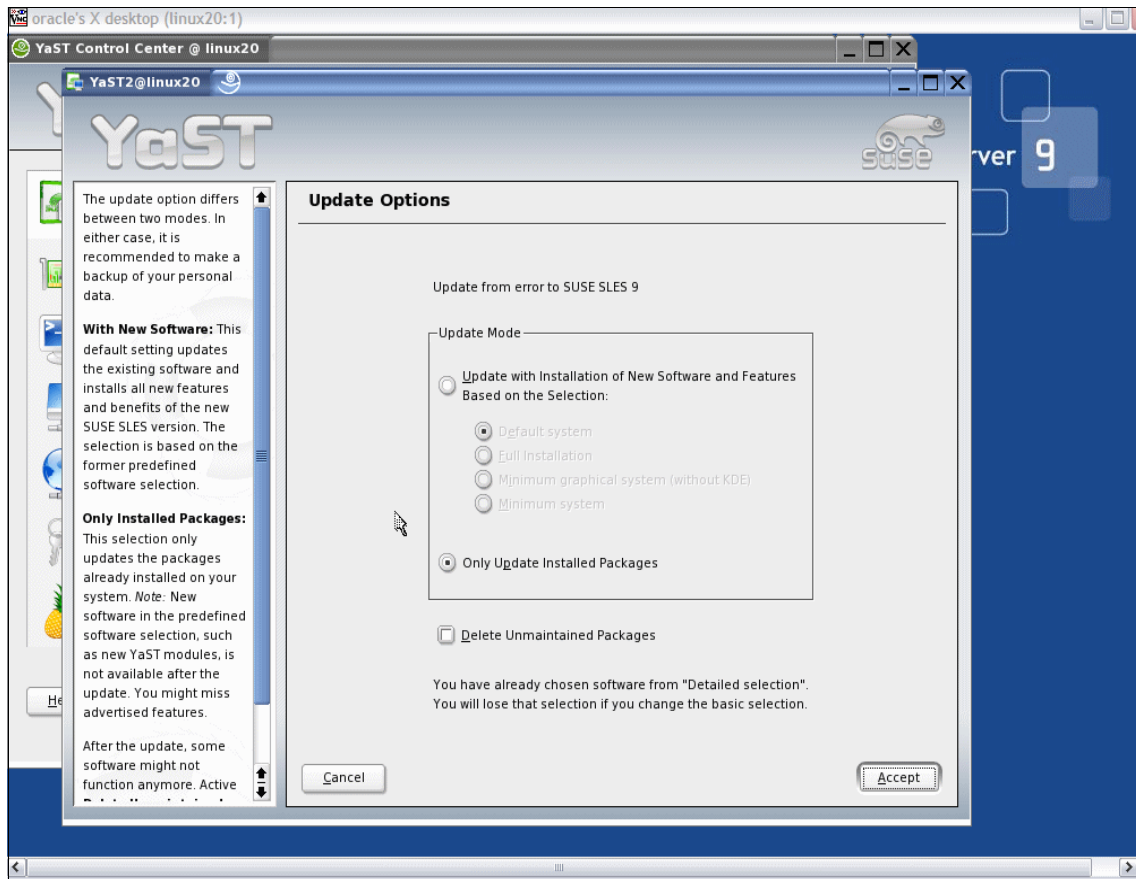 oracle's X desktop (linux20:1)
YaST Control Center @ linux20
YaST2@linux20
YaST
suse
rver 9
The update option differs
between two modes. In
either case, it is
recommended to make a
backup of your personal
data.
With New Software: This
default setting updates
the existing software and
installs all new features
and benefits of the new
SUSE SLES version. The
selection is based on the
former predefined
software selection.
Only Installed Packages:
This selection only
updates the packages
already installed on your
system. Note: New
software in the predefined
software selection, such
as new YaST modules, is
not available after the
update. You might miss
advertised features.
After the update, some
software might not
function anymore. Active
He
Update Options
Update from error to SUSE SLES 9
Update Mode
Update with Installation of New Software and Features
Based on the Selection:
Default system
Full Installation
Minimum graphical system (without KDE)
Minimum system
Only Update Installed Packages
Delete Unmaintained Packages
You have already chosen software from "Detailed selection".
You will lose that selection if you change the basic selection.
Cancel
Accept